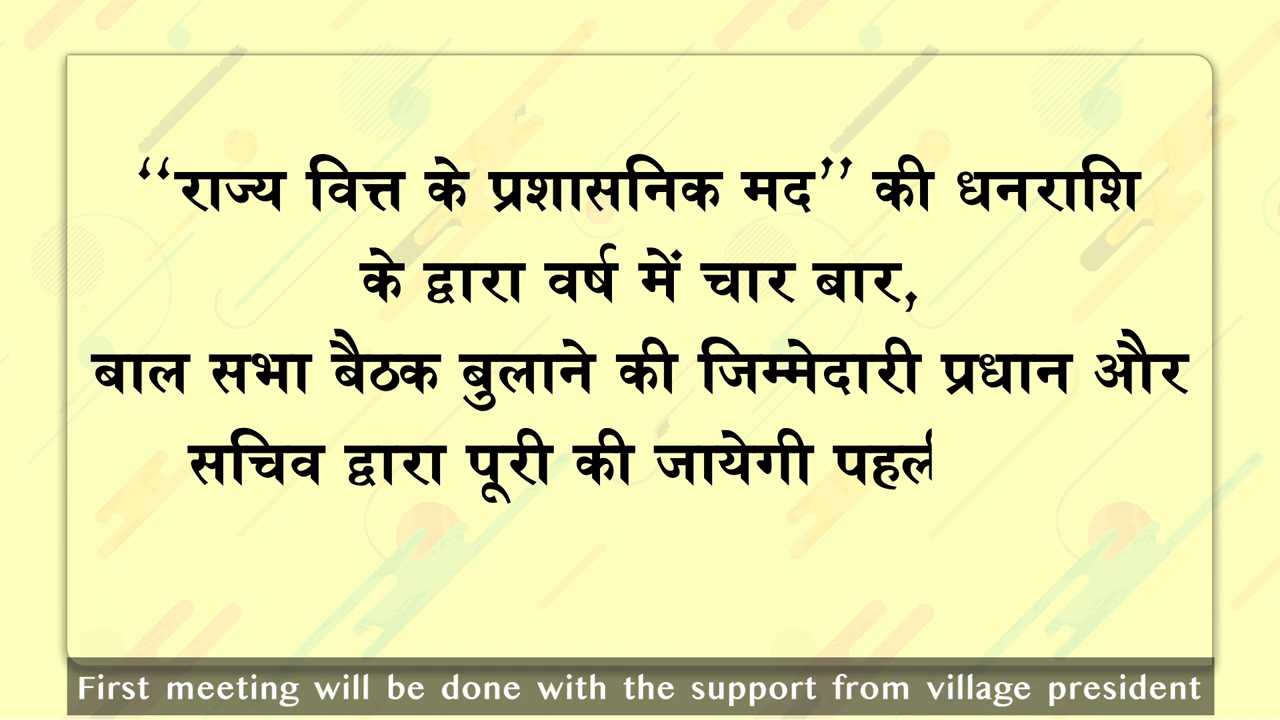 “राज्य वित्त के प्रशासनिक मद” की धनराशि
के द्वारा वर्ष में चार बार,
बाल सभा बैठक बुलाने की जिम्मेदारी प्रधान और
सचिव द्वारा पूरी की जायेगी
First meeting will be done with the support from village president